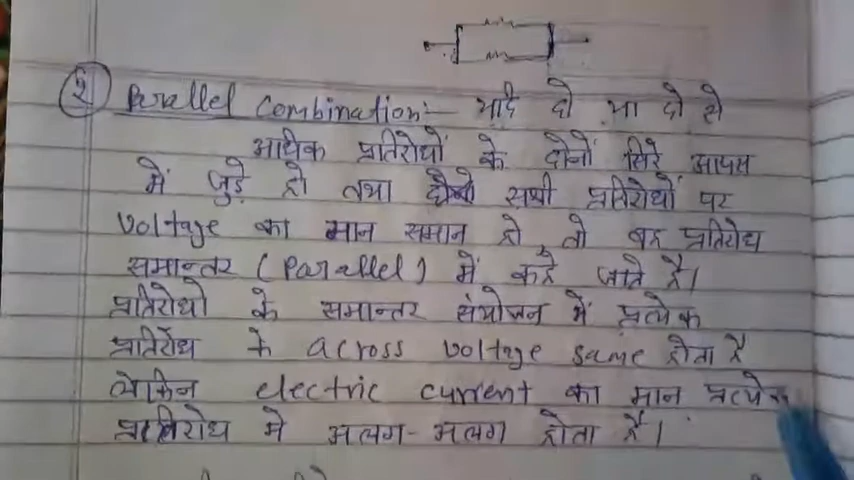 2 Parallel Combination:- यदि दो या दो से
अधिक प्रतिरोधों के दोनों सिरे आपस
में जुड़े हो तथा सभी प्रतिरोधों पर
voltage का मान समान हो, तो वह प्रतिरोध
समान्तर (Parallel) में कहे जाते है।
प्रतिरोधो के समान्तर संयोजन में प्रत्येक
प्रतिरोध के across voltage same होता है
लेकिन electric current का मान प्रत्येक
प्रतिरोध मे अलग-अलग होता है।